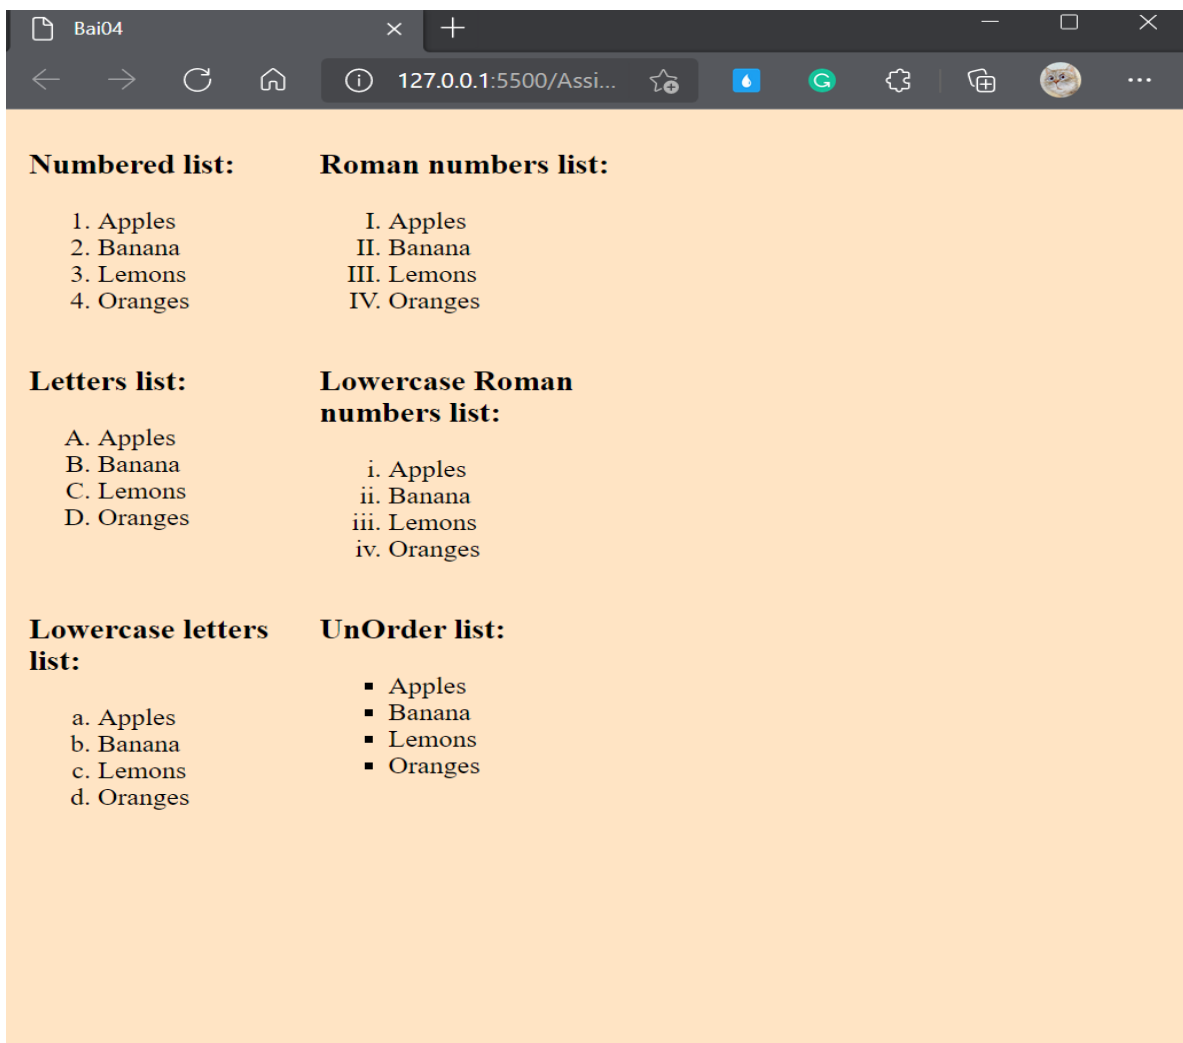 Bai04
127.0.0.1:5500/Assi...
Numbered list:
1. Apples
2. Banana
3. Lemons
4. Oranges
Roman numbers list:
I. Apples
II. Banana
III. Lemons
IV. Oranges
Letters list:
A. Apples
B. Banana
C. Lemons
D. Oranges
Lowercase Roman
numbers list:
i. Apples
ii. Banana
iii. Lemons
iv. Oranges
Lowercase letters
list:
a. Apples
b. Banana
c. Lemons
d. Oranges
UnOrder list:
▪ Apples
▪ Banana
▪ Lemons
▪ Oranges